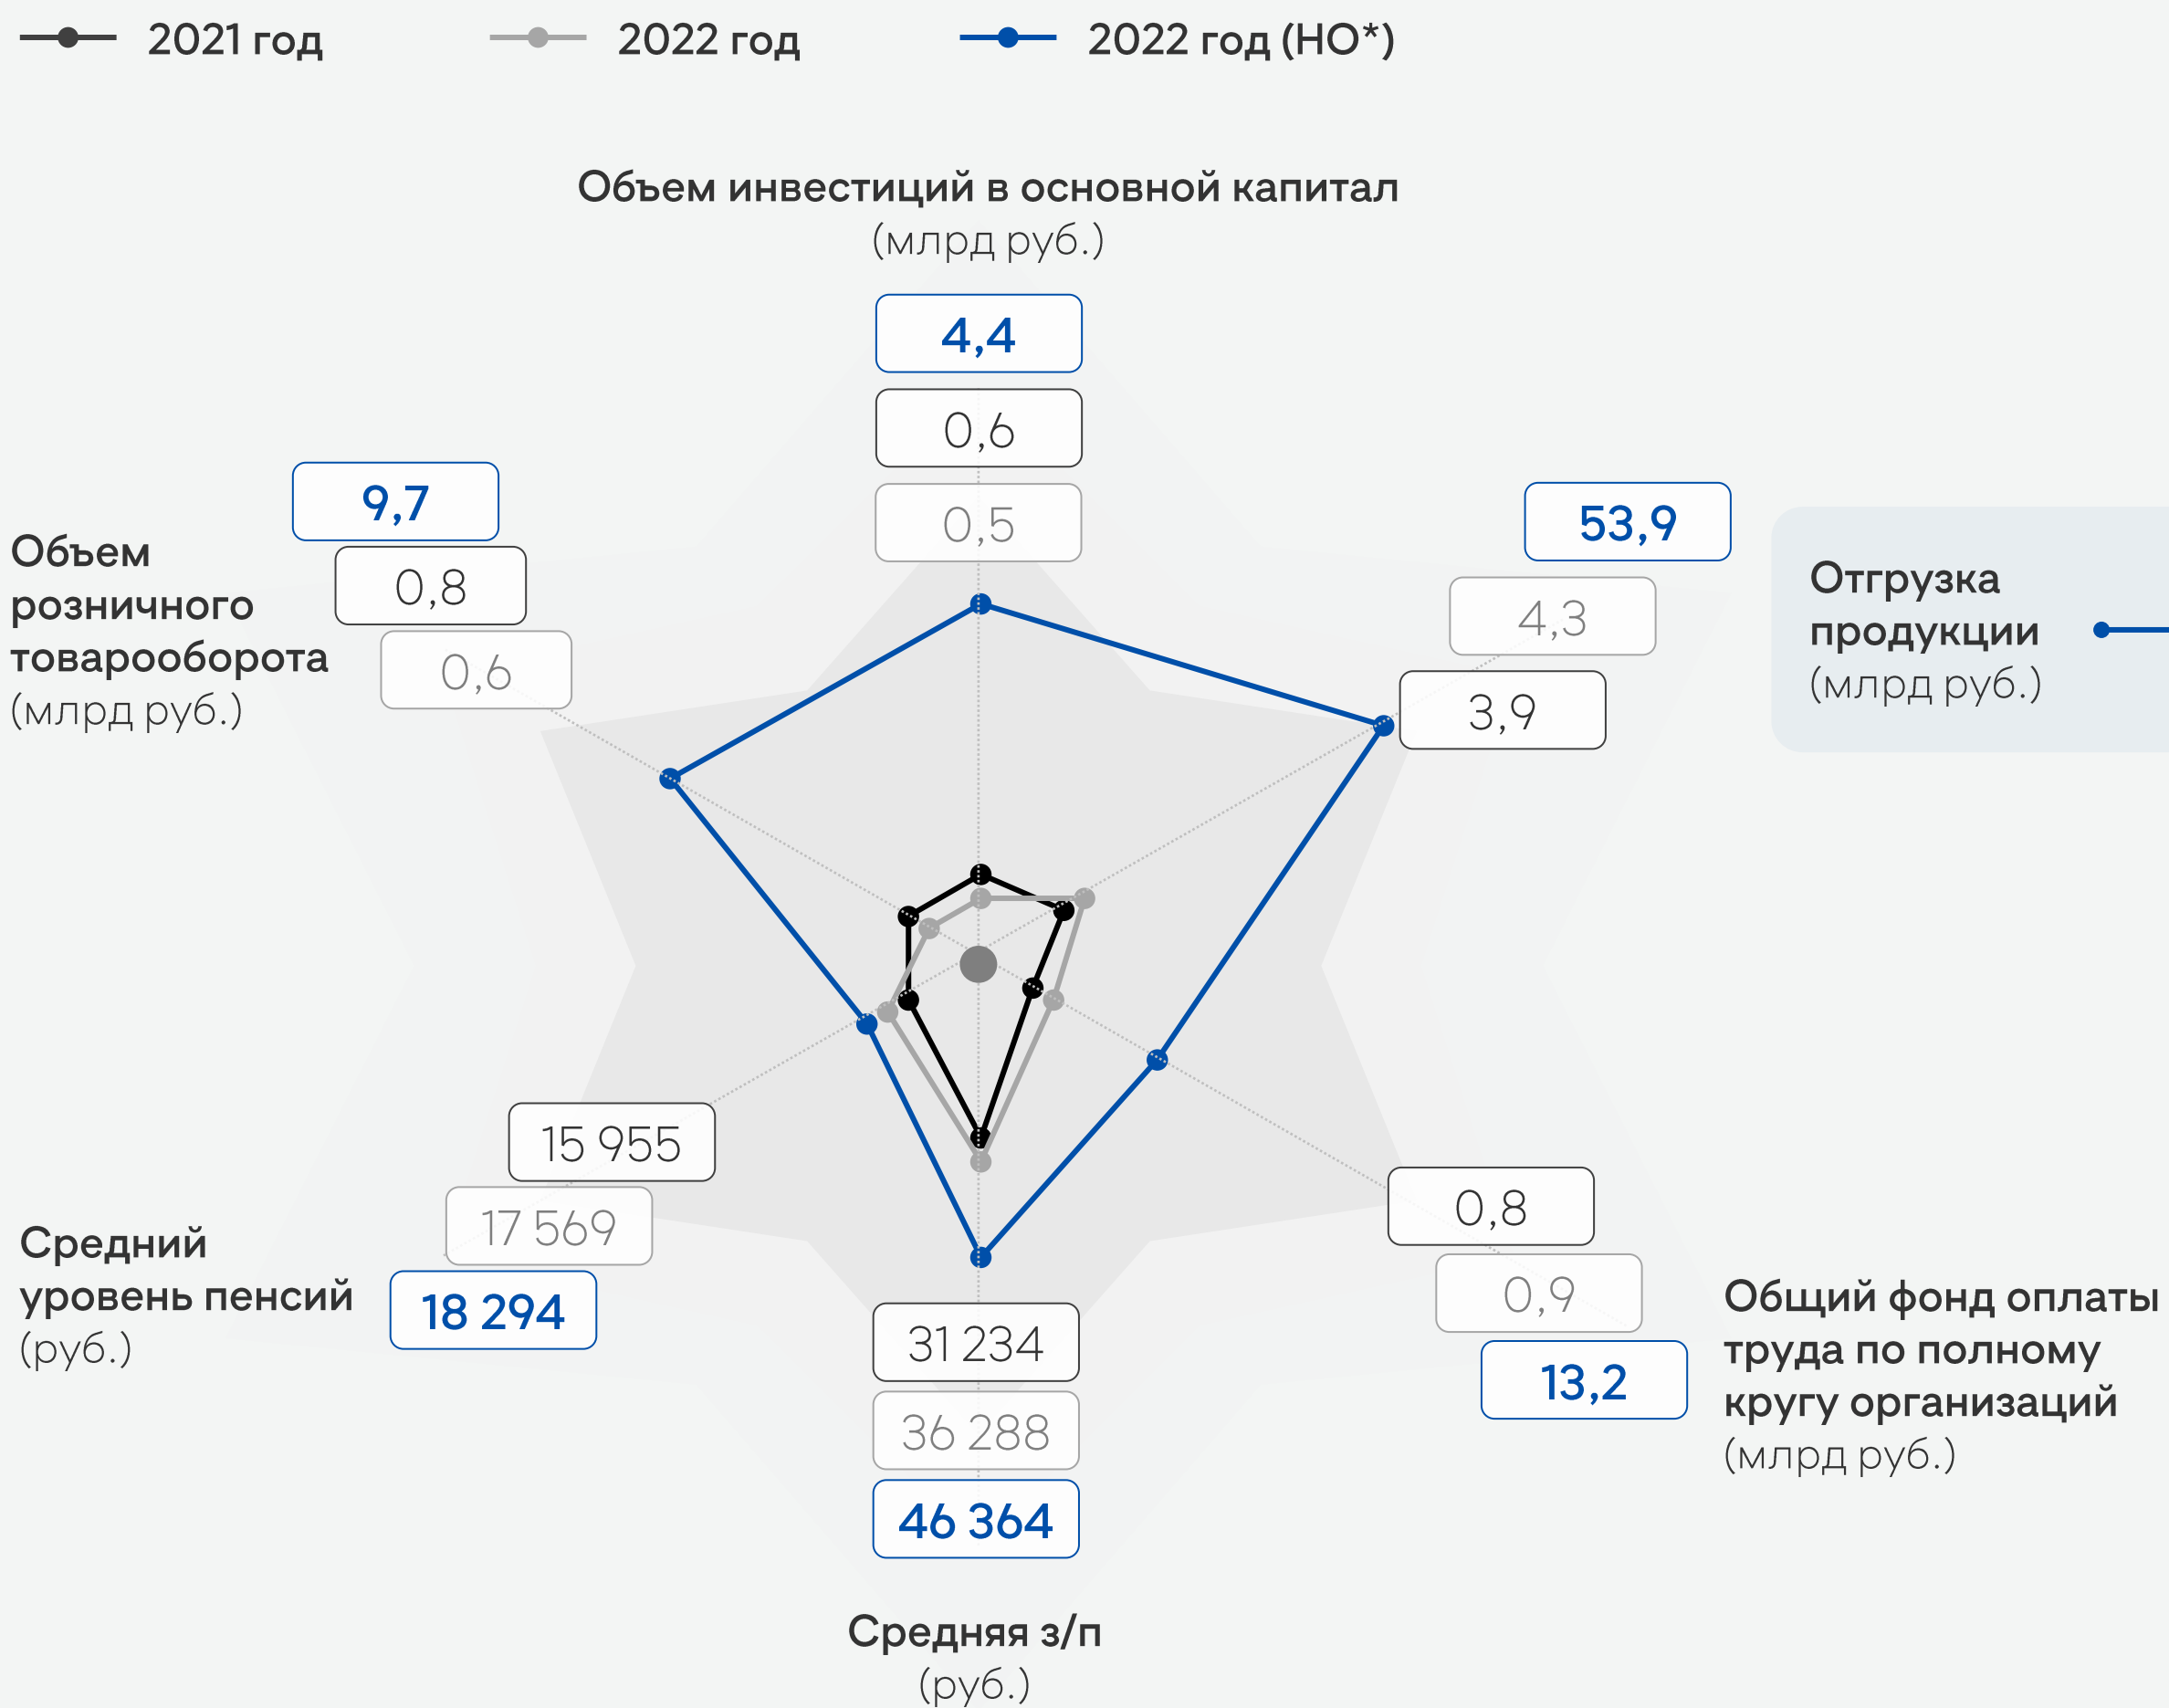 2021 год
2022 год
2022 год (НО*)
Объем инвестиций в основной капитал
(млрд руб.)
4,4
0,6
0,5
53,9
4,3
3,9
Отгрузка
продукции
(млрд руб.)
9,7
0,8
0,6
Объем
розничного
товарооборота
(млрд руб.)
15 955
17 569
18 294
Средний
уровень пенсий
(руб.)
31 234
36 288
46 364
Средняя з/п
(руб.)
0,8
0,9
13,2
Общий фонд оплаты
труда по полному
кругу организаций
(млрд руб.)